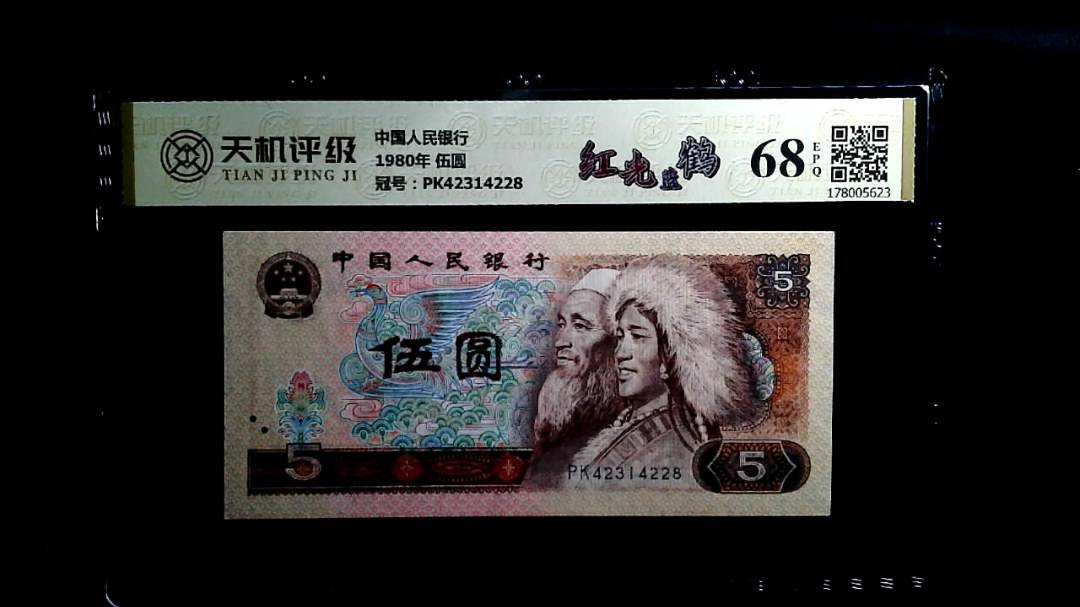 天机评级
TIAN JI PING JI
中国人民银行
1980年 伍圆
冠号：PK42314228
红光蓝鹤
68
EPQ
178005623
中国人民银行
5
伍圆
5
PK42314228
5